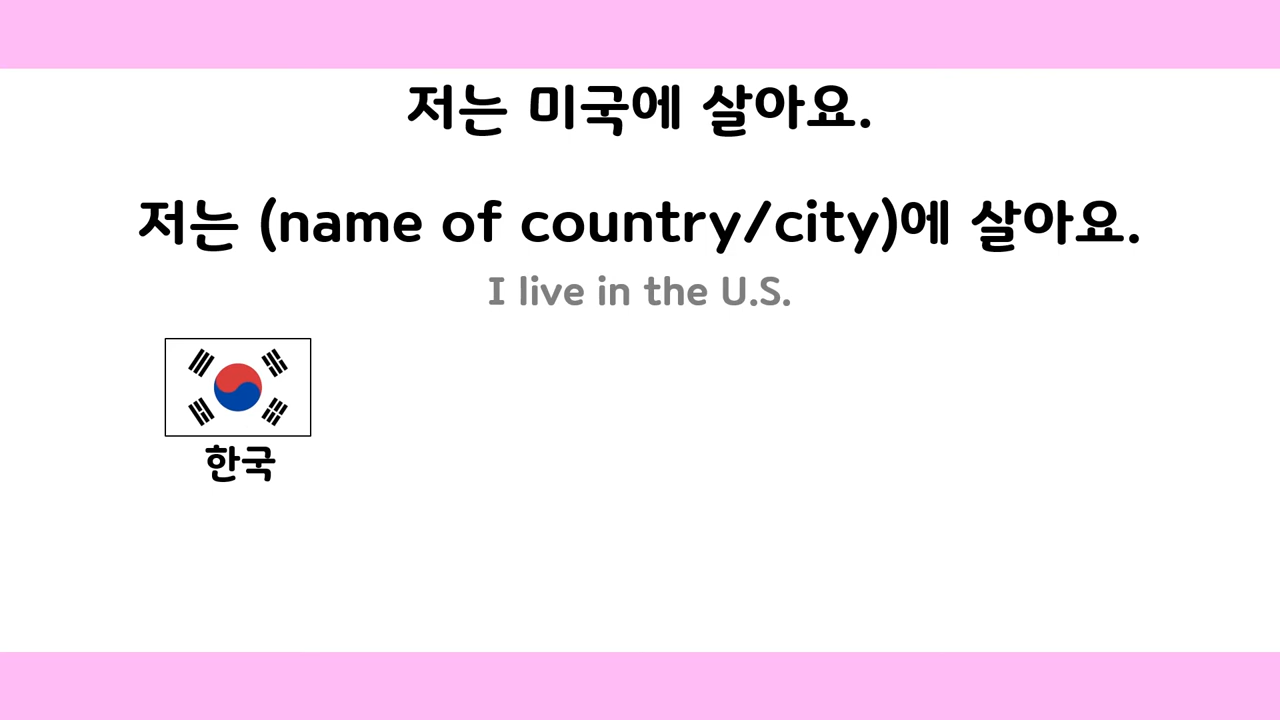 저는 미국에 살아요.
저는 (name of country/city)에 살아요.
I live in the U.S.
한국